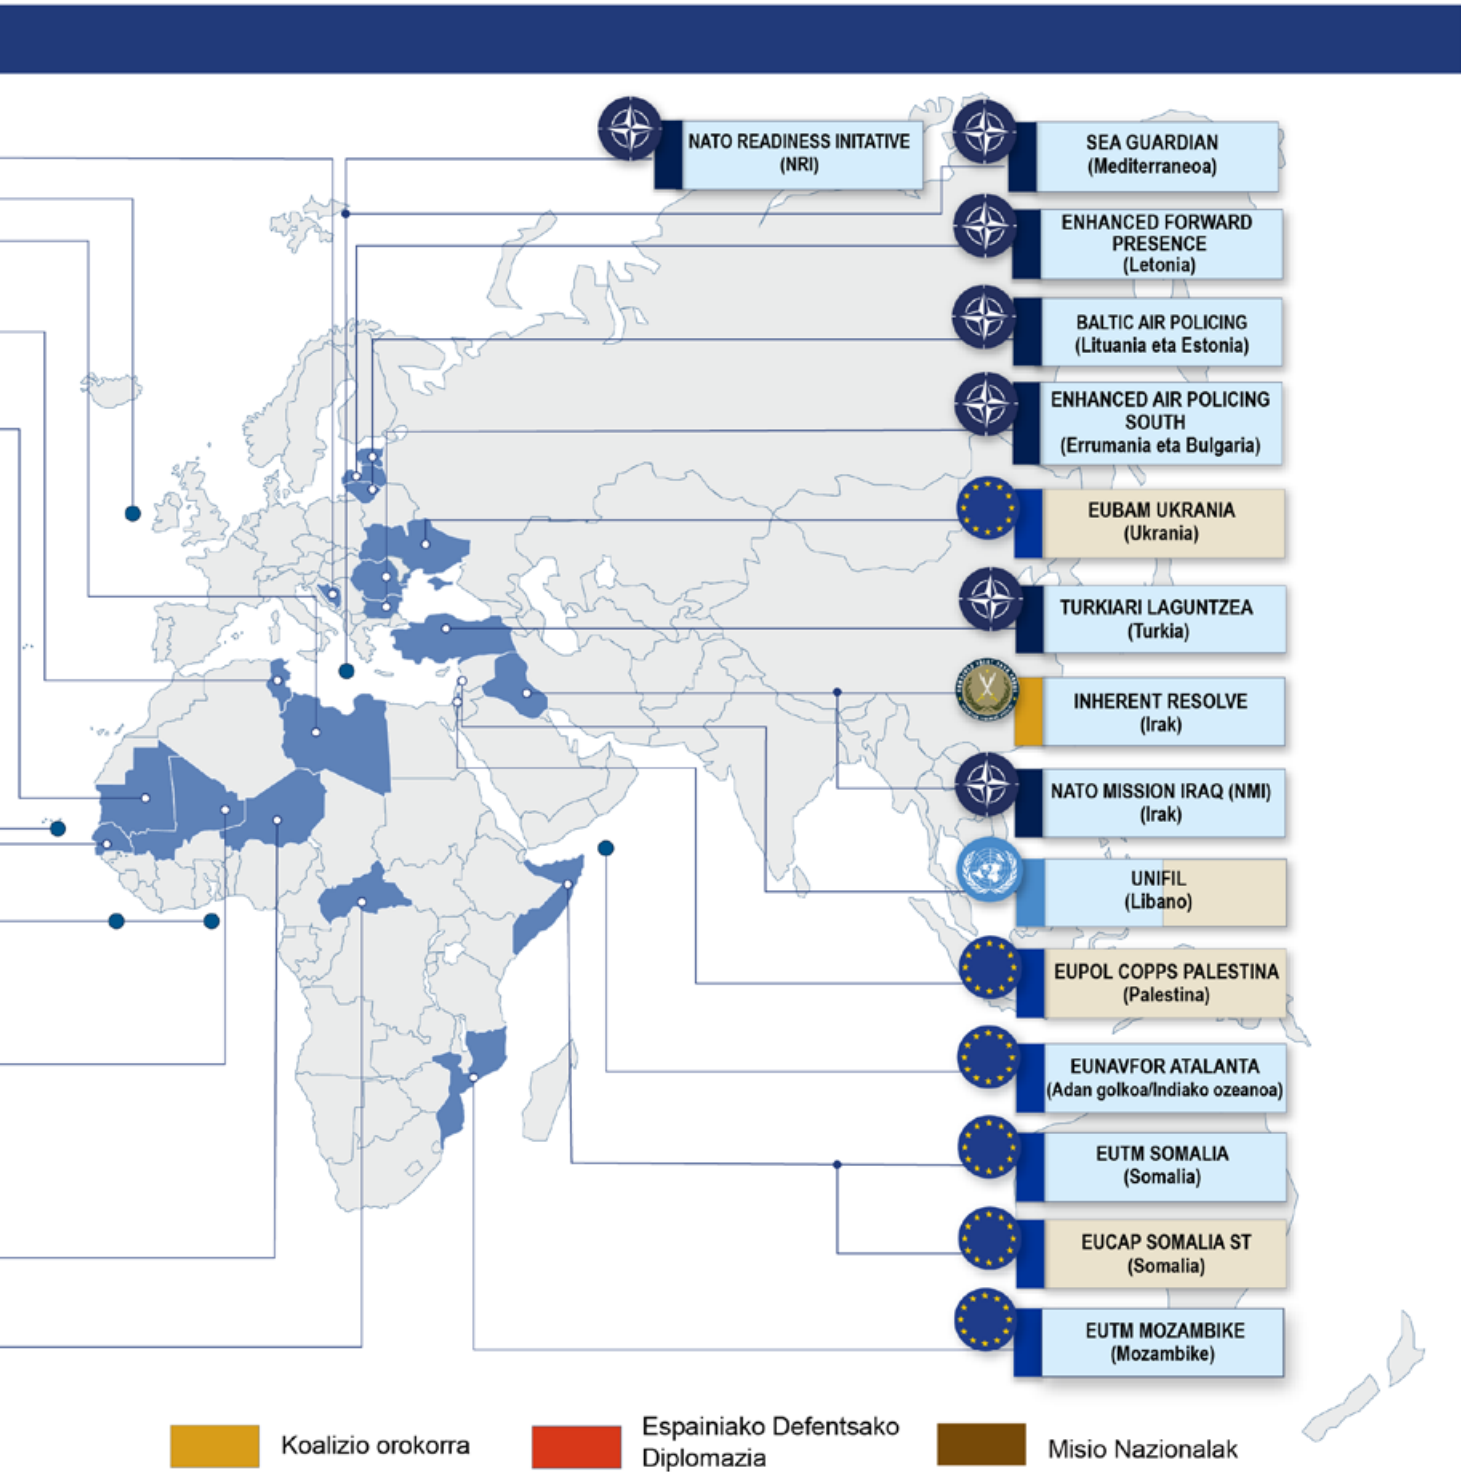 NATO READINESS INITATIVE
(NRI)
SEA GUARDIAN
(Mediterraneoa)
ENHANCED FORWARD
PRESENCE
(Letonia)
BALTIC AIR POLICING
(Lituania eta Estonia)
ENHANCED AIR POLICING
SOUTH
(Errumania eta Bulgaria)
EUBAM UKRANIA
(Ukrania)
TURKIARI LAGUNTZEA
(Turkia)
INHERENT RESOLVE
(Irak)
NATO MISSION IRAQ (NMI)
(Irak)
UNIFIL
(Libano)
EUPOL COPPS PALESTINA
(Palestina)
EUNAVFOR ATALANTA
(Adan golkoa/Indiako ozeanoa)
EUTM SOMALIA
(Somalia)
EUCAP SOMALIA ST
(Somalia)
EUTM MOZAMBIKE
(Mozambike)
Koalizio orokorra
Espainiako Defentsako
Diplomazia
Misio Nazionalak